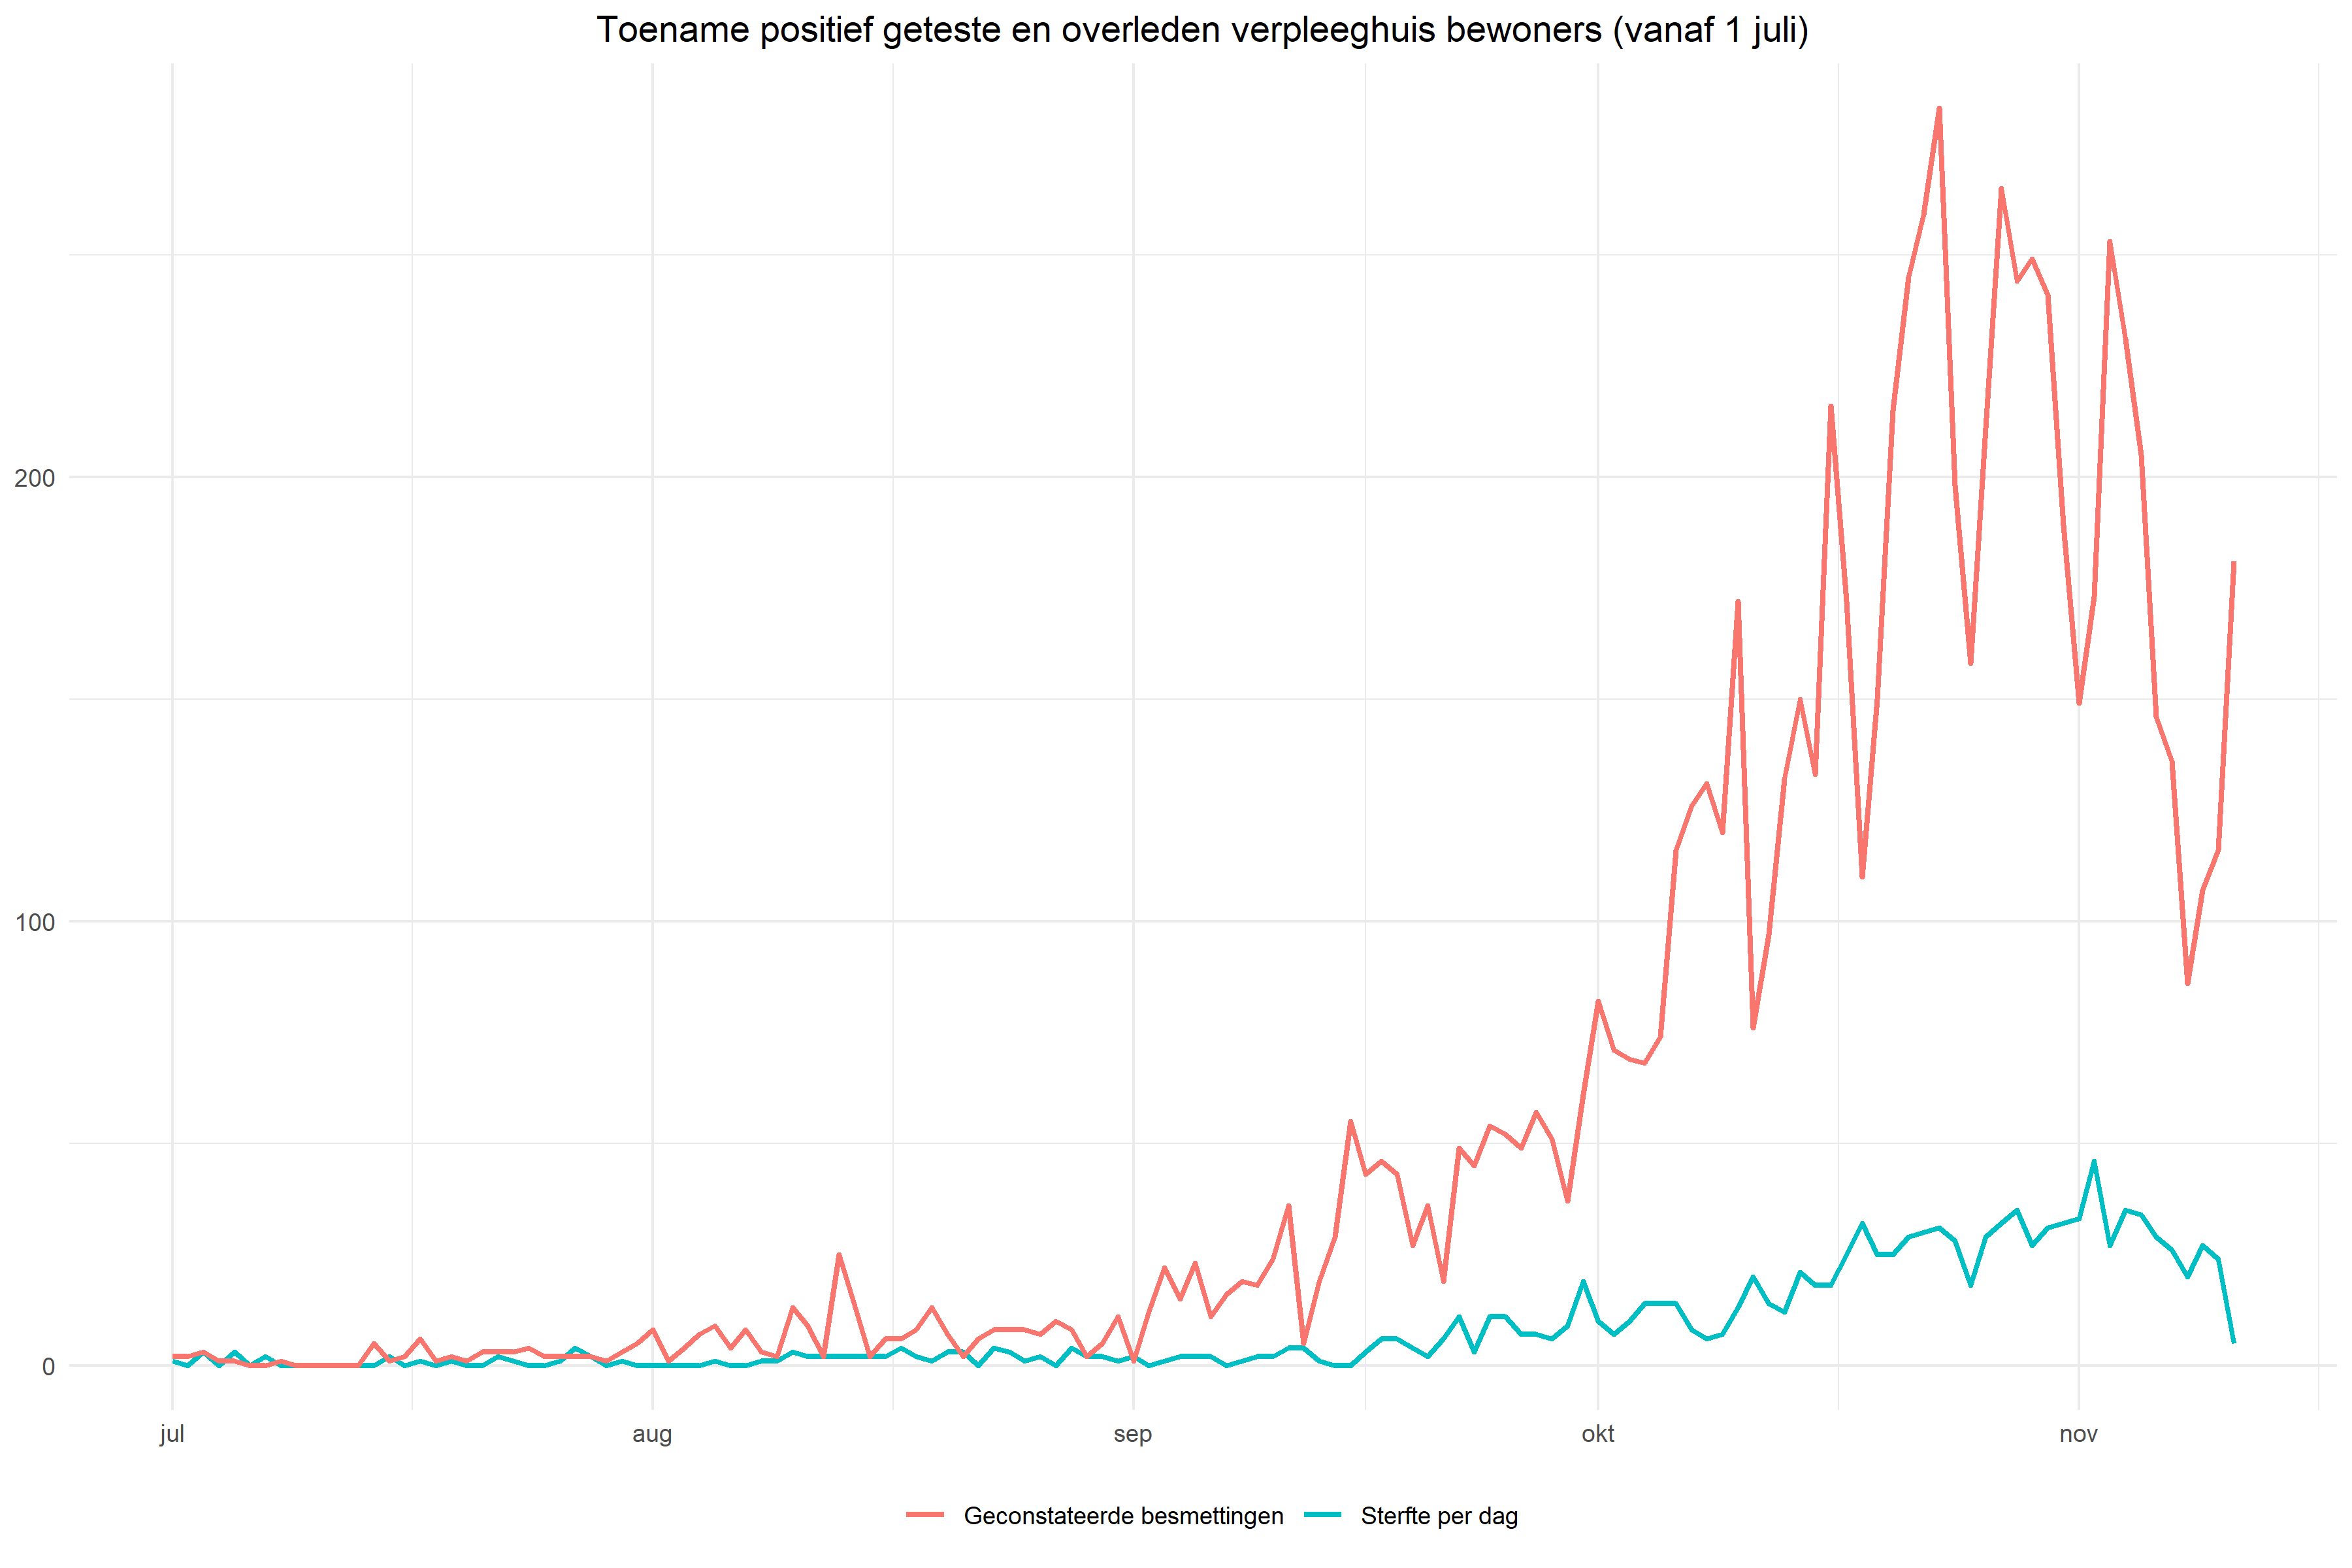 Toename positief geteste en overleden verpleeghuis bewoners (vanaf 1 juli)
200
100
0
jul aug sep okt nov
Geconstateerde besmettingen Sterfte per dag